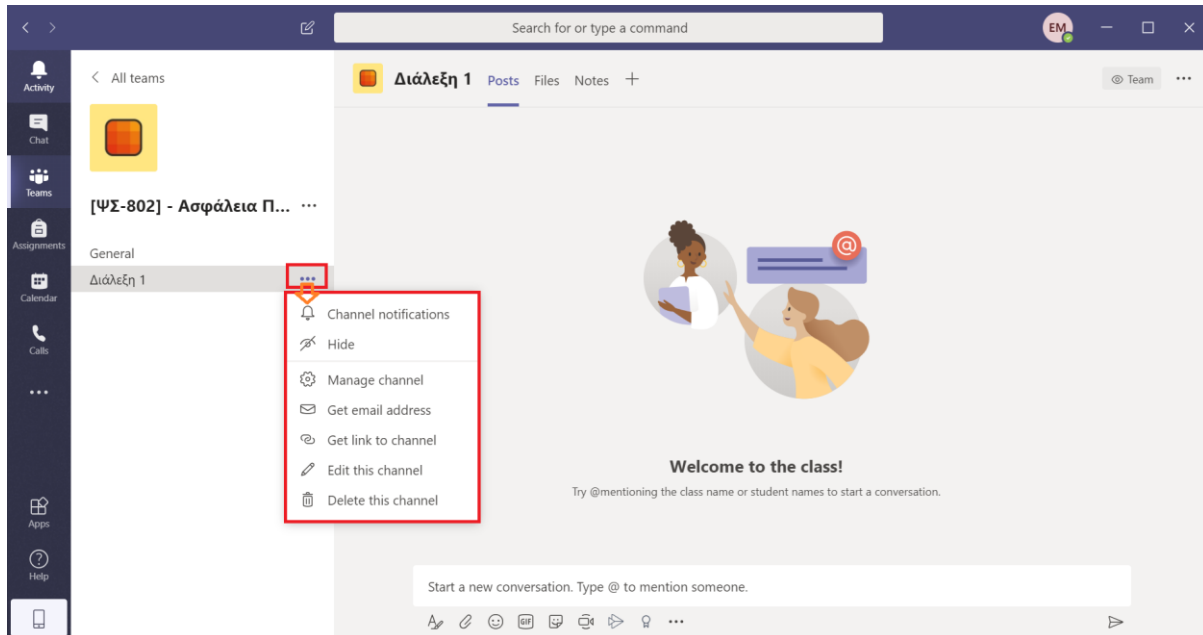 Search for or type a command
EM
Activity
Chat
Teams
Assignments
Calendar
Calls
Apps
Help
All teams
[ΨΣ-802] - Ασφάλεια Π...
General
Διάλεξη 1
Channel notifications
Hide
Manage channel
Get email address
Get link to channel
Edit this channel
Delete this channel
Διάλεξη 1 Posts Files Notes
Team
@
Welcome to the class!
Try @mentioning the class name or student names to start a conversation.
Start a new conversation. Type @ to mention someone.
GIF